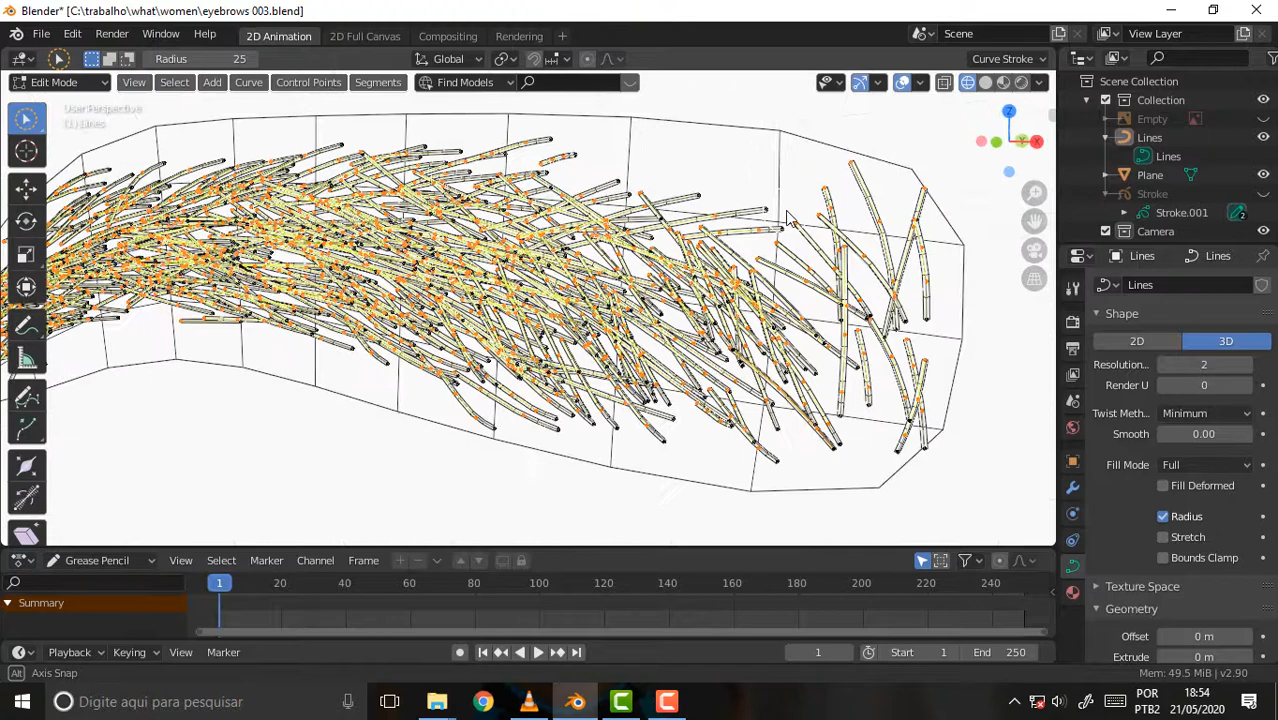 Blender* [C:\trabalho\what\women\eyebrows 003.blend]
File Edit Render Window Help 2D Animation 2D Full Canvas Compositing Rendering + Scene View Layer
Radius 25 Global Curve Stroke
Edit Mode View Select Add Curve Control Points Segments Find Models
User Perspective
(1) Lines
Z
Y
X
Scene Collection
Collection
Empty
Lines
Lines
Plane
Stroke
Stroke.001 2
Camera
Lines Lines
Lines
Shape
2D 3D
Resolution... 2
Render U 0
Twist Meth... Minimum
Smooth 0.00
Fill Mode Full
Fill Deformed
Radius
Stretch
Bounds Clamp
Texture Space
Geometry
Offset 0 m
Extrude 0 m
Grease Pencil View Select Marker Channel Frame
1 20 40 60 80 100 120 140 160 180 200 220 240
Summary
Playback Keying View Marker 1 Start 1 End 250
Alt Axis Snap Mem: 49.5 MiB | v2.90
Digite aqui para pesquisar
POR
PTB2
18:54
21/05/2020